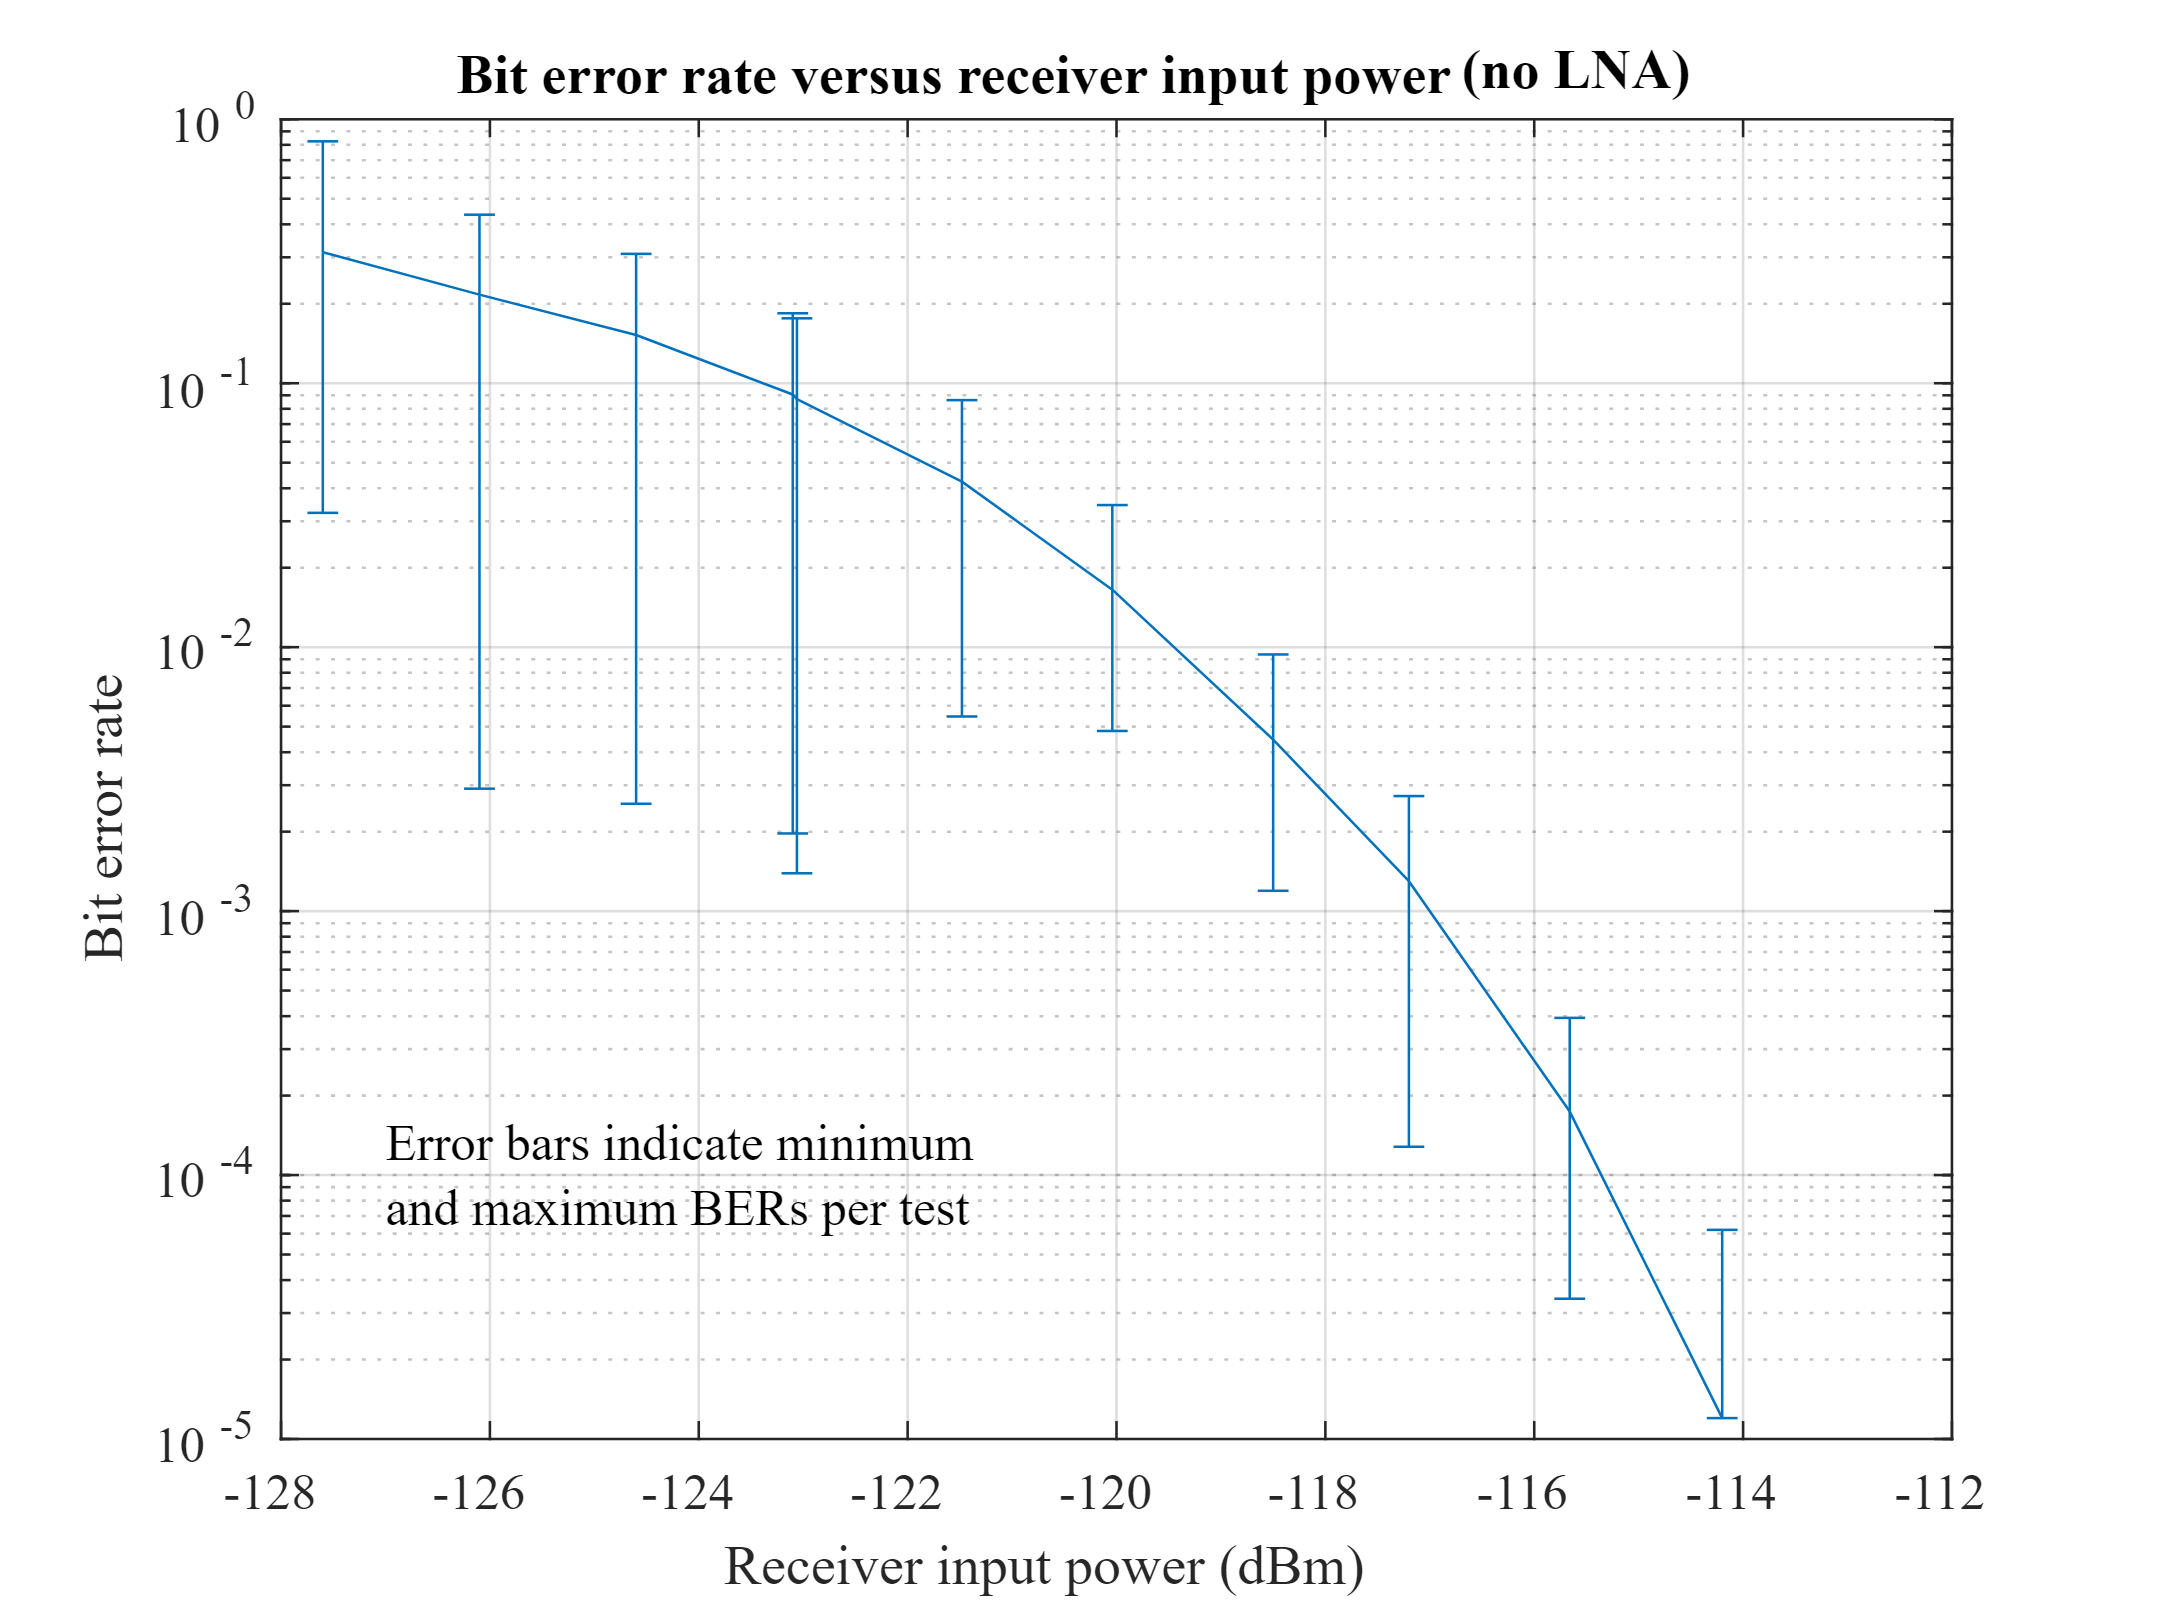 Bit error rate versus receiver input power (no LNA)
10 0
10 -1
10 -2
10 -3
10 -4
10 -5
Bit error rate
Error bars indicate minimum
and maximum BERs per test
-128 -126 -124 -122 -120 -118 -116 -114 -112
Receiver input power (dBm)